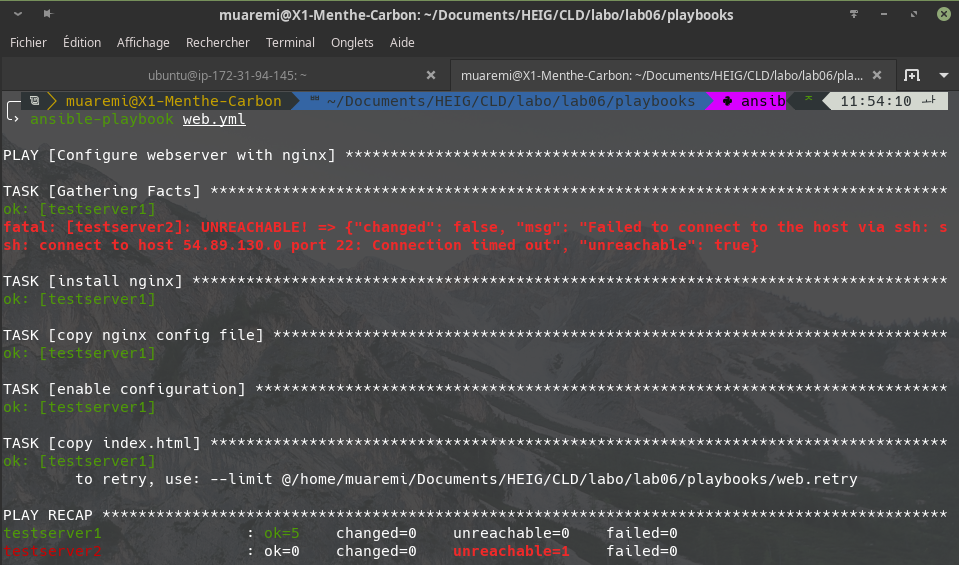 muaremi@X1-Menthe-Carbon: ~/Documents/HEIG/CLD/labo/lab06/playbooks
Fichier Édition Affichage Rechercher Terminal Onglets Aide
ubuntu@ip-172-31-94-145: ~ muaremi@X1-Menthe-Carbon: ~/Documents/HEIG/CLD/labo/lab06/pla...
muaremi@X1-Menthe-Carbon ~/Documents/HEIG/CLD/labo/lab06/playbooks ansib 11:54:10
ansible-playbook web.yml
PLAY [Configure webserver with nginx] *******************************************************************
TASK [Gathering Facts] **********************************************************************************
ok: [testserver1]
fatal: [testserver2]: UNREACHABLE! => {"changed": false, "msg": "Failed to connect to the host via ssh: s
sh: connect to host 54.89.130.0 port 22: Connection timed out", "unreachable": true}
TASK [install nginx] ************************************************************************************
ok: [testserver1]
TASK [copy nginx config file] ***************************************************************************
ok: [testserver1]
TASK [enable configuration] *****************************************************************************
ok: [testserver1]
TASK [copy index.html] **********************************************************************************
ok: [testserver1]
to retry, use: --limit @/home/muaremi/Documents/HEIG/CLD/labo/lab06/playbooks/web.retry
PLAY RECAP **********************************************************************************************
testserver1 : ok=5 changed=0 unreachable=0 failed=0
testserver2 : ok=0 changed=0 unreachable=1 failed=0